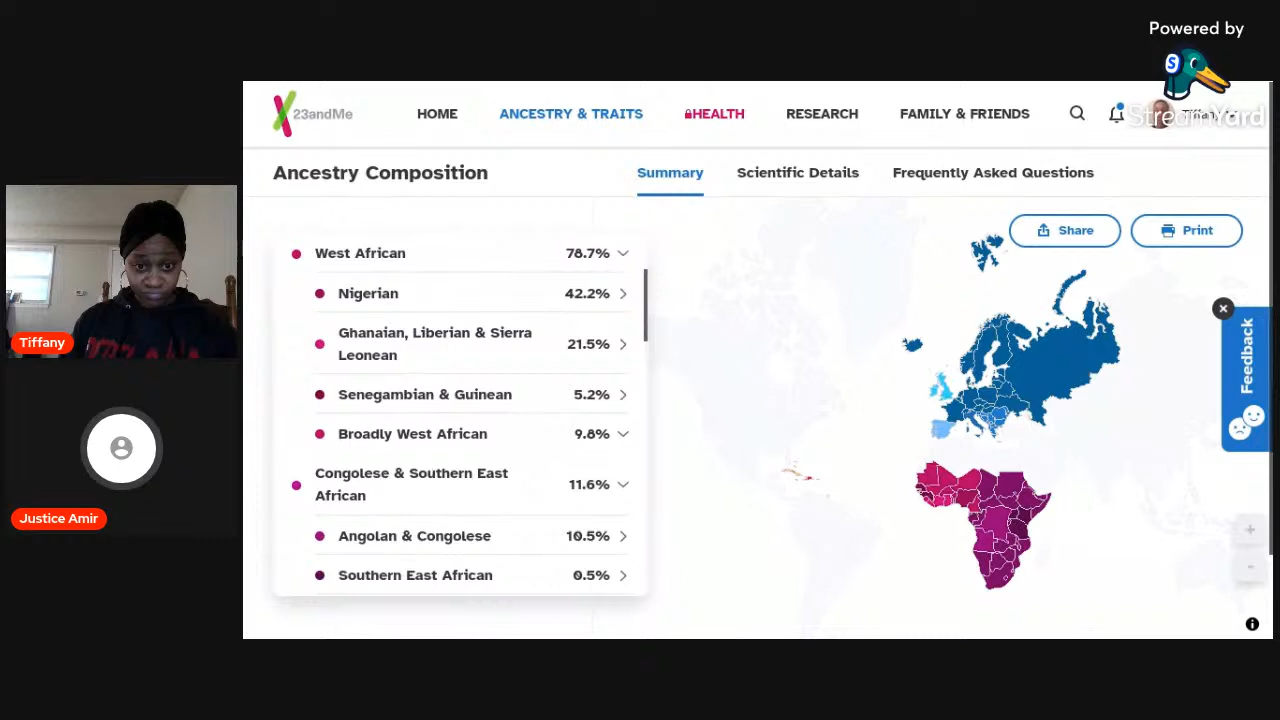 Powered by
StreamYard
23andMe
HOME
ANCESTRY & TRAITS
HEALTH
RESEARCH
FAMILY & FRIENDS
Ancestry Composition
Summary
Scientific Details
Frequently Asked Questions
Share
Print
West African 78.7%
Nigerian 42.2%
Ghanaian, Liberian & Sierra
Leonean 21.5%
Senegambian & Guinean 5.2%
Broadly West African 9.8%
Congolese & Southern East
African 11.6%
Angolan & Congolese 10.5%
Southern East African 0.5%
Feedback
Tiffany
Justice Amir